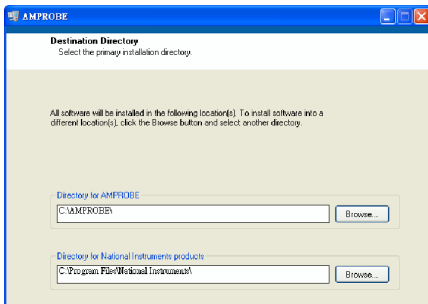 AMPROBE
Destination Directory
Select the primary installation directory.
All software will be installed in the following location(s). To install software into a
different location(s), click the Browse button and select another directory.
Directory for AMPROBE
C:\AMPROBE\
Browse...
Directory for National Instruments products
C:\Program Files\National Instruments\
Browse...